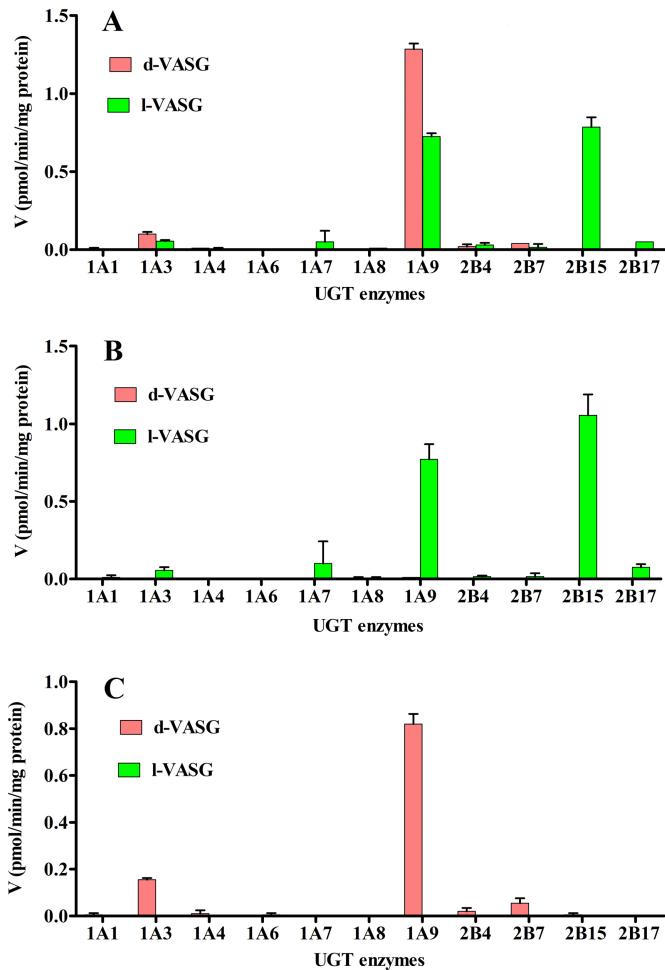 A
V (pmol/min/mg protein)
1.5
1.0
0.5
0.0
d-VASG
l-VASG
1A1 1A3 1A4 1A6 1A7 1A8 1A9 2B4 2B7 2B15 2B17
UGT enzymes
B
V (pmol/min/mg protein)
1.5
1.0
0.5
0.0
d-VASG
l-VASG
1A1 1A3 1A4 1A6 1A7 1A8 1A9 2B4 2B7 2B15 2B17
UGT enzymes
C
V (pmol/min/mg protein)
1.0
0.8
0.6
0.4
0.2
0.0
d-VASG
l-VASG
1A1 1A3 1A4 1A6 1A7 1A8 1A9 2B4 2B7 2B15 2B17
UGT enzymes